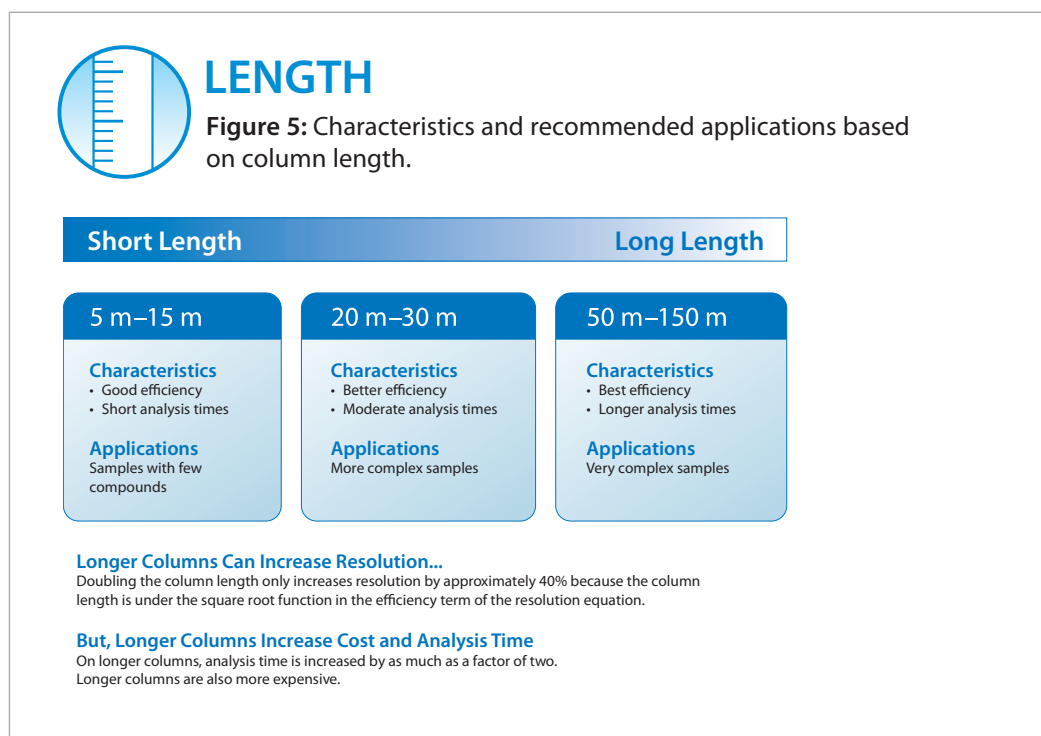 LENGTH
Figure 5: Characteristics and recommended applications based
on column length.
Short Length
Long Length
5 m–15 m
Characteristics
• Good efficiency
• Short analysis times
Applications
Samples with few
compounds
20 m–30 m
Characteristics
• Better efficiency
• Moderate analysis times
Applications
More complex samples
50 m–150 m
Characteristics
• Best efficiency
• Longer analysis times
Applications
Very complex samples
Longer Columns Can Increase Resolution...
Doubling the column length only increases resolution by approximately 40% because the column
length is under the square root function in the efficiency term of the resolution equation.
But, Longer Columns Increase Cost and Analysis Time
On longer columns, analysis time is increased by as much as a factor of two.
Longer columns are also more expensive.